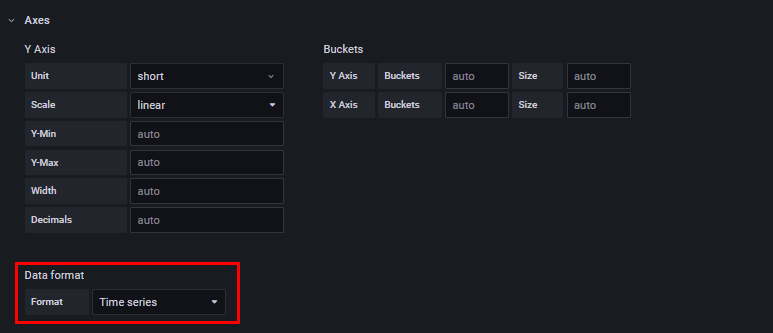 Axes
Y Axis
Unit short
Scale linear
Y-Min auto
Y-Max auto
Width auto
Decimals auto
Buckets
Y Axis Buckets auto Size auto
X Axis Buckets auto Size auto
Data format
Format Time series